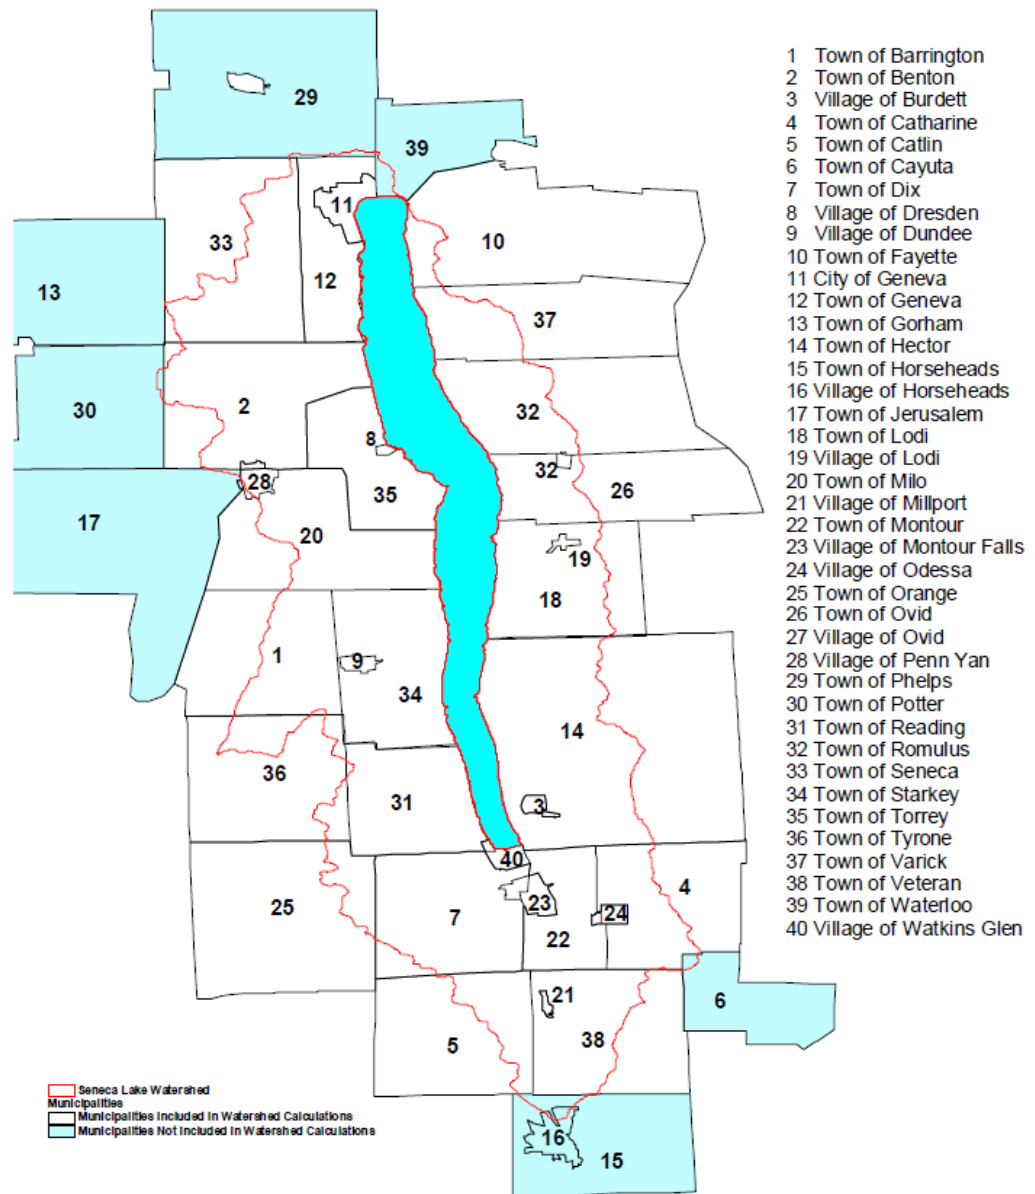 29
39
11
33
10
12
13
37
30
2
32
8
32
28
26
35
17
20
19
18
1
9
34
14
36
31
3
40
4
25
7
23
24
22
21
6
5
38
16
15
1 Town of Barrington
2 Town of Benton
3 Village of Burdett
4 Town of Catharine
5 Town of Catlin
6 Town of Cayuta
7 Town of Dix
8 Village of Dresden
9 Village of Dundee
10 Town of Fayette
11 City of Geneva
12 Town of Geneva
13 Town of Gorham
14 Town of Hector
15 Town of Horseheads
16 Village of Horseheads
17 Town of Jerusalem
18 Town of Lodi
19 Village of Lodi
20 Town of Milo
21 Village of Millport
22 Town of Montour
23 Village of Montour Falls
24 Village of Odessa
25 Town of Orange
26 Town of Ovid
27 Village of Ovid
28 Village of Penn Yan
29 Town of Phelps
30 Town of Potter
31 Town of Reading
32 Town of Romulus
33 Town of Seneca
34 Town of Starkey
35 Town of Torrey
36 Town of Tyrone
37 Town of Varick
38 Town of Veteran
39 Town of Waterloo
40 Village of Watkins Glen
Seneca Lake Watershed
Municipalities
Municipalities Included In Watershed Calculations
Municipalities Not Included In Watershed Calculations